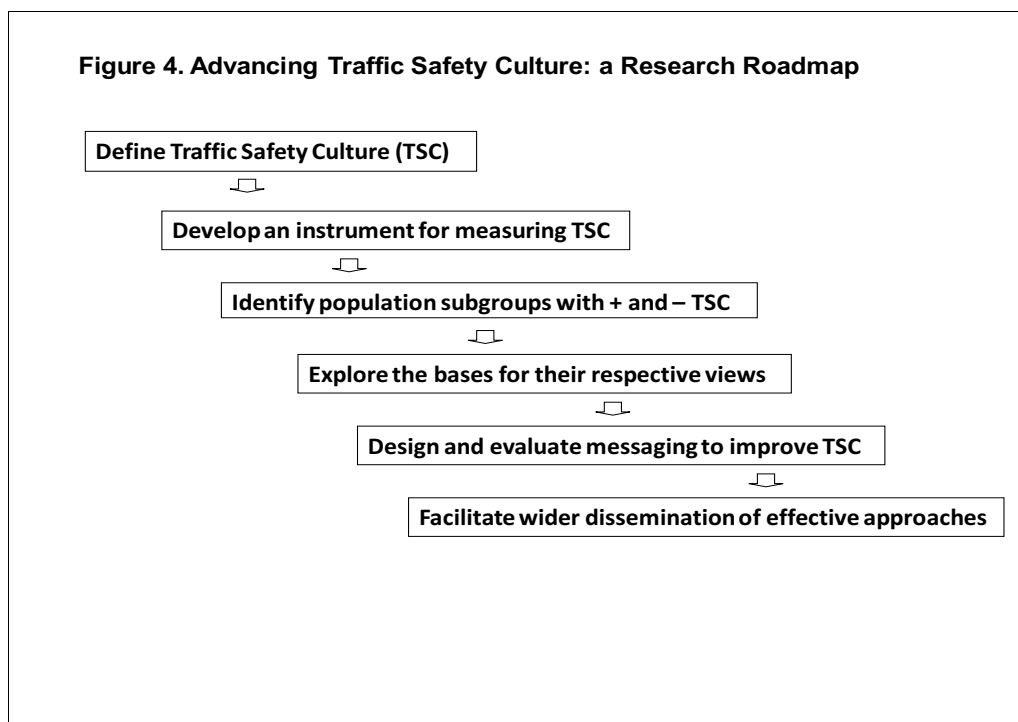 Figure 4. Advancing Traffic Safety Culture: a Research Roadmap
Define Traffic Safety Culture (TSC)
Develop an instrument for measuring TSC
Identify population subgroups with + and – TSC
Explore the bases for their respective views
Design and evaluate messaging to improve TSC
Facilitate wider dissemination of effective approaches